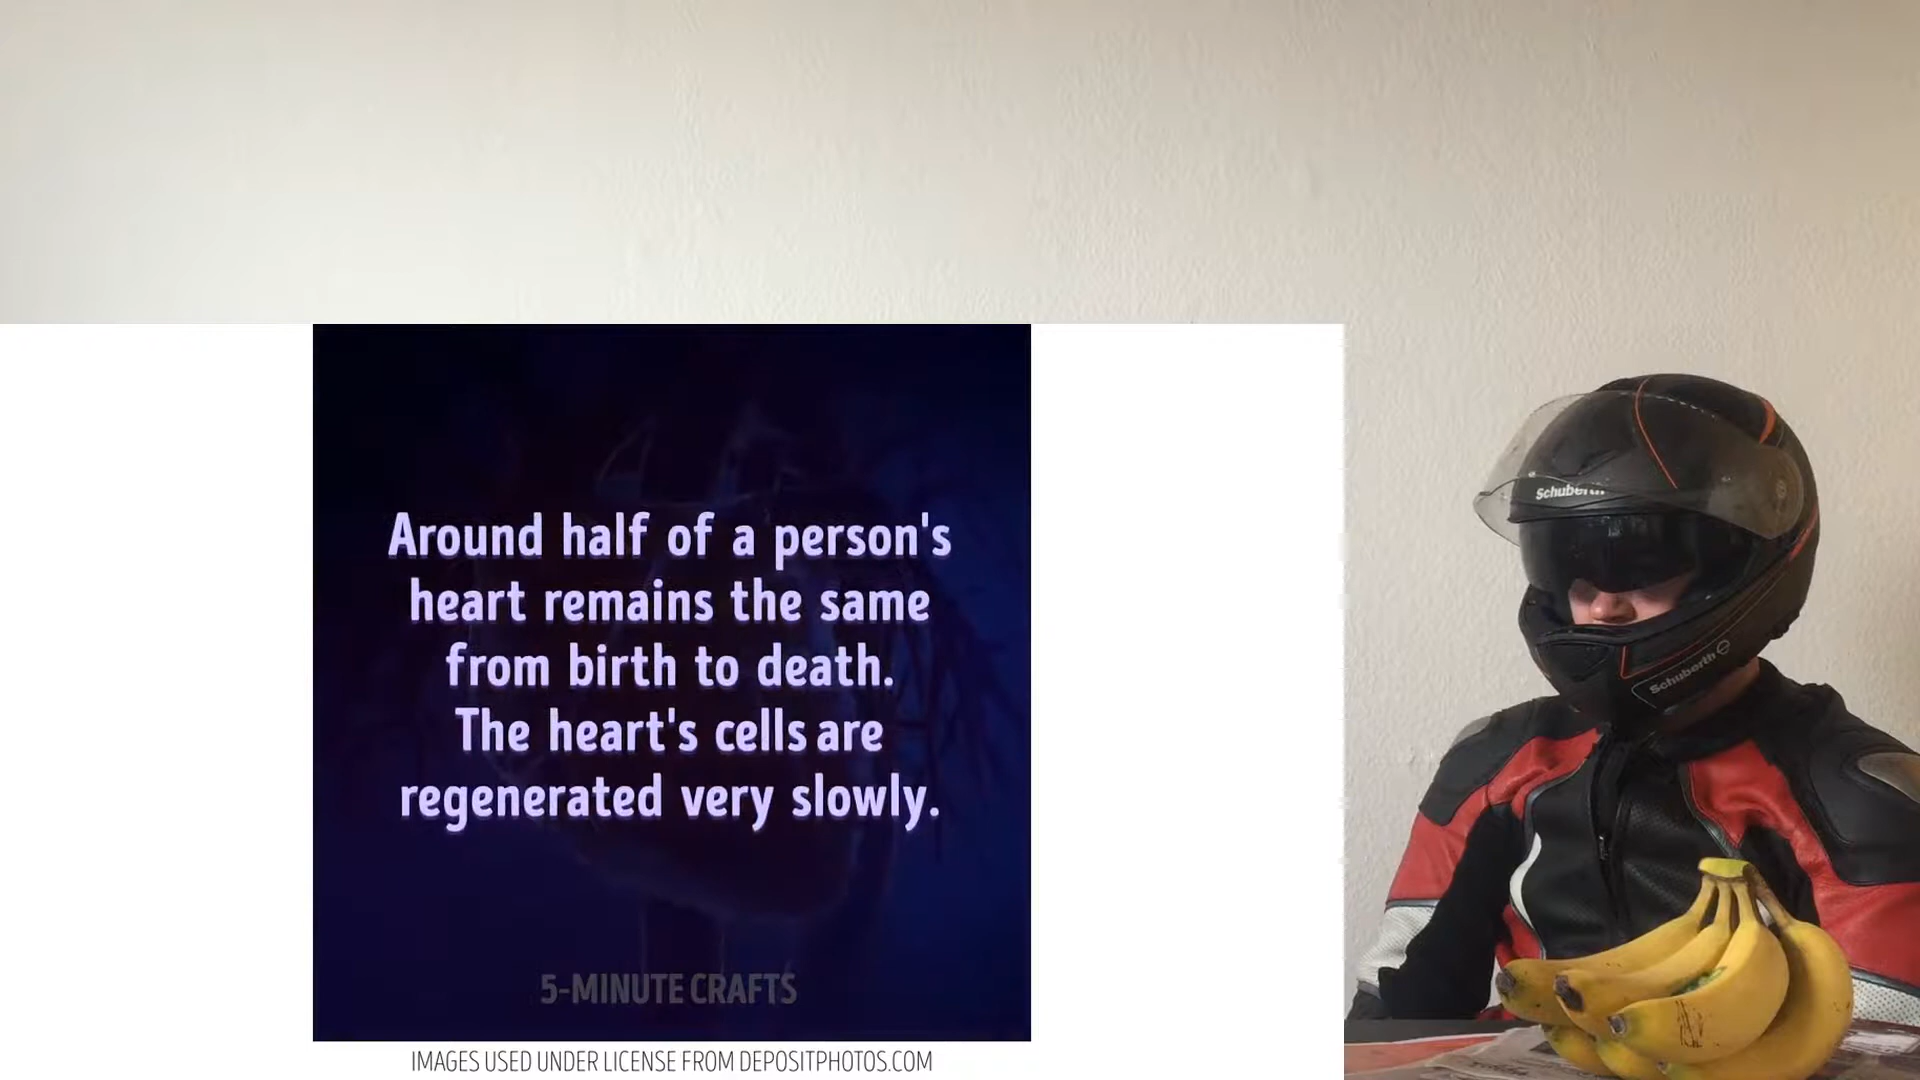 Around half of a person's
heart remains the same
from birth to death.
The heart's cells are
regenerated very slowly.
5-MINUTE CRAFTS
IMAGES USED UNDER LICENSE FROM DEPOSITPHOTOS.COM
Schuberth
Schuberth